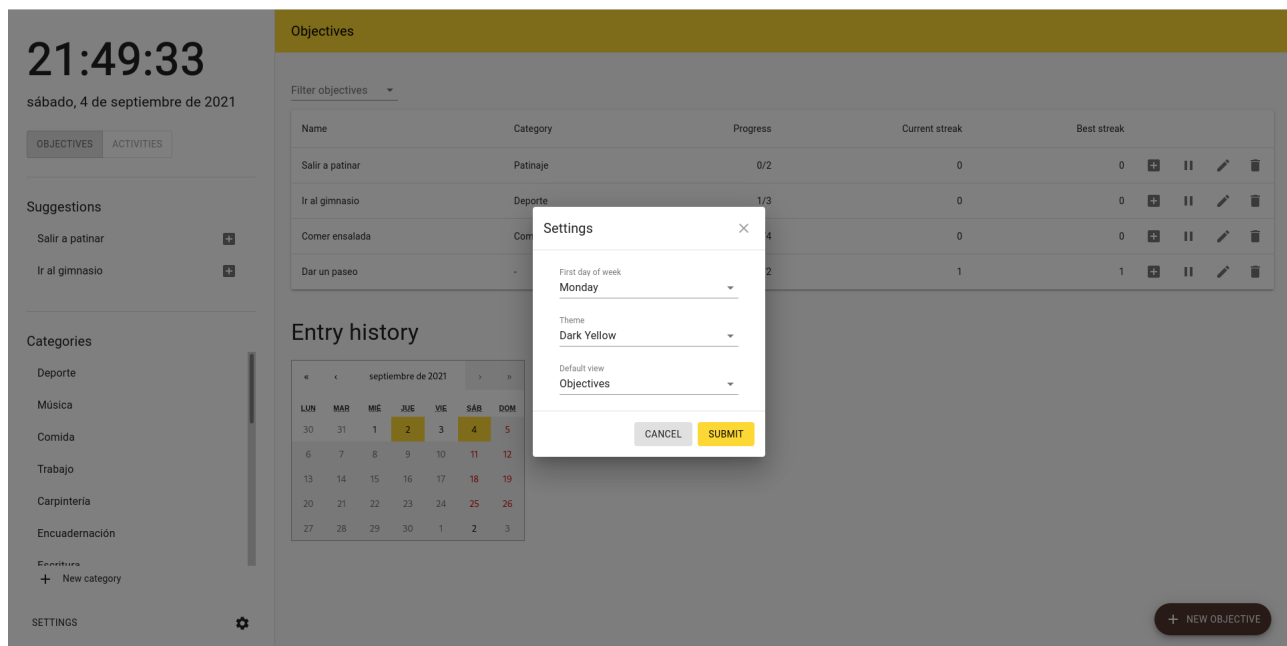 21:49:33
sábado, 4 de septiembre de 2021
OBJECTIVES ACTIVITIES
Suggestions
Salir a patinar
Ir al gimnasio
Categories
Deporte
Música
Comida
Trabajo
Carpintería
Encuadernación
Escritura
+ New category
SETTINGS
Objectives
Filter objectives
Name Category Progress Current streak Best streak
Salir a patinar Patinaje 0/2 0 0
Ir al gimnasio Deporte 1/3 0 0
Comer ensalada 0 0
Dar un paseo - 1 1
Entry history
« ‹ septiembre de 2021 › »
LUN MAR MIÉ JUE VIE SÁB DOM
30 31 1 2 3 4 5
6 7 8 9 10 11 12
13 14 15 16 17 18 19
20 21 22 23 24 25 26
27 28 29 30 1 2 3
Settings
First day of week
Monday
Theme
Dark Yellow
Default view
Objectives
CANCEL SUBMIT
+ NEW OBJECTIVE